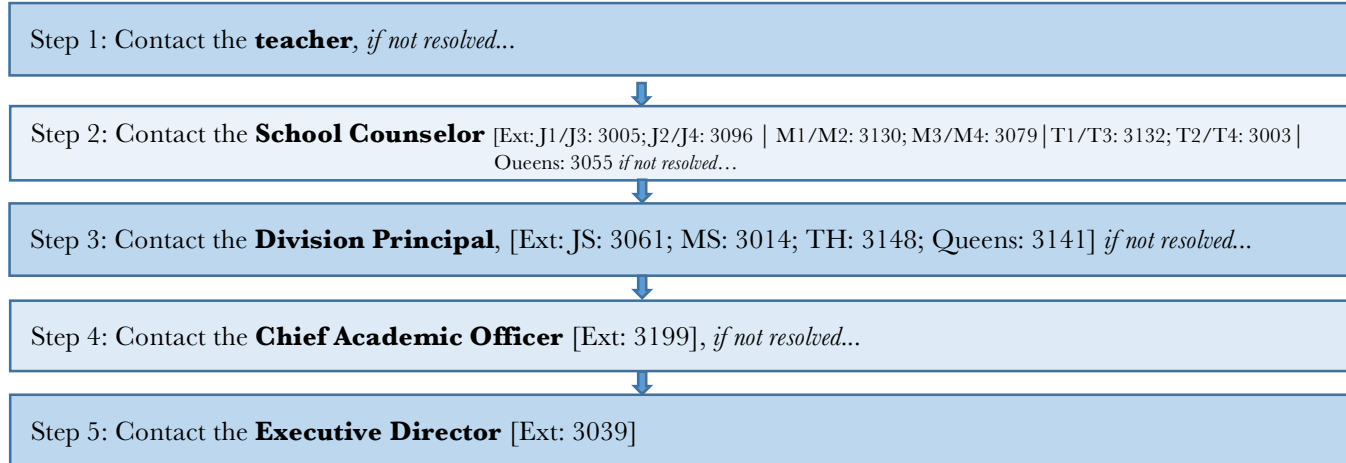 Step 1: Contact the teacher, if not resolved...
Step 2: Contact the School Counselor [Ext: J1/J3: 3005; J2/J4: 3096 | M1/M2: 3130; M3/M4: 3079|T1/T3: 3132; T2/T4: 3003|
Queens: 3055 if not resolved...
Step 3: Contact the Division Principal, [Ext: JS: 3061; MS: 3014; TH: 3148; Queens: 3141] if not resolved...
Step 4: Contact the Chief Academic Officer [Ext: 3199], if not resolved...
Step 5: Contact the Executive Director [Ext: 3039]